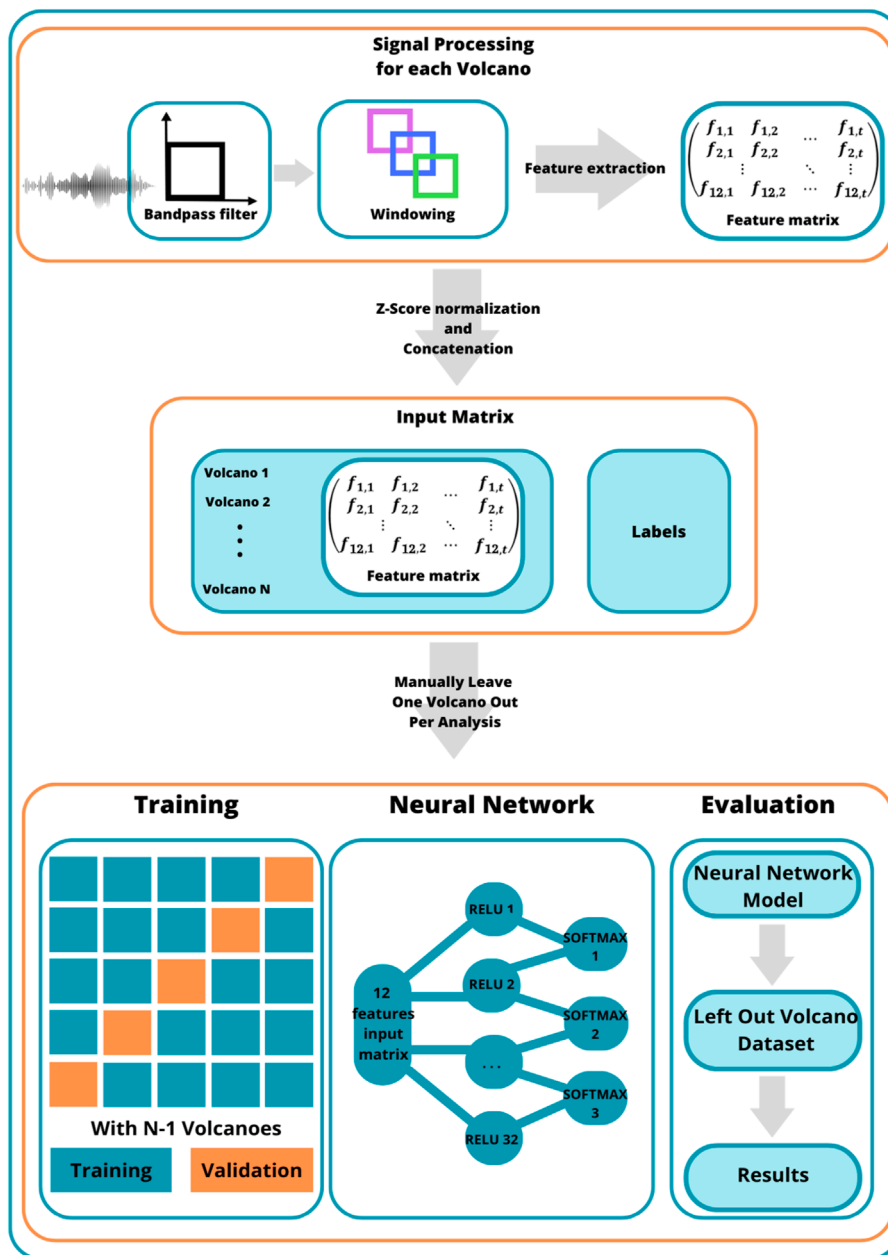 Signal Processing
for each Volcano
Bandpass filter
Windowing
Feature extraction
f1,1 f1,2 ... f1,t
f2,1 f2,2 f2,t
⋮ ⋱ ⋮
f12,1 f12,2 ... f12,t
Feature matrix
Z-Score normalization
and
Concatenation
Input Matrix
Volcano 1
Volcano 2
Volcano N
f1,1 f1,2 ... f1,t
f2,1 f2,2 f2,t
⋮ ⋱ ⋮
f12,1 f12,2 ... f12,t
Feature matrix
Labels
Manually Leave
One Volcano Out
Per Analysis
Training
With N-1 Volcanoes
Training Validation
Neural Network
12
features
input
matrix
RELU 1
RELU 2
...
RELU 32
SOFTMAX
1
SOFTMAX
2
SOFTMAX
3
Evaluation
Neural Network
Model
Left Out Volcano
Dataset
Results